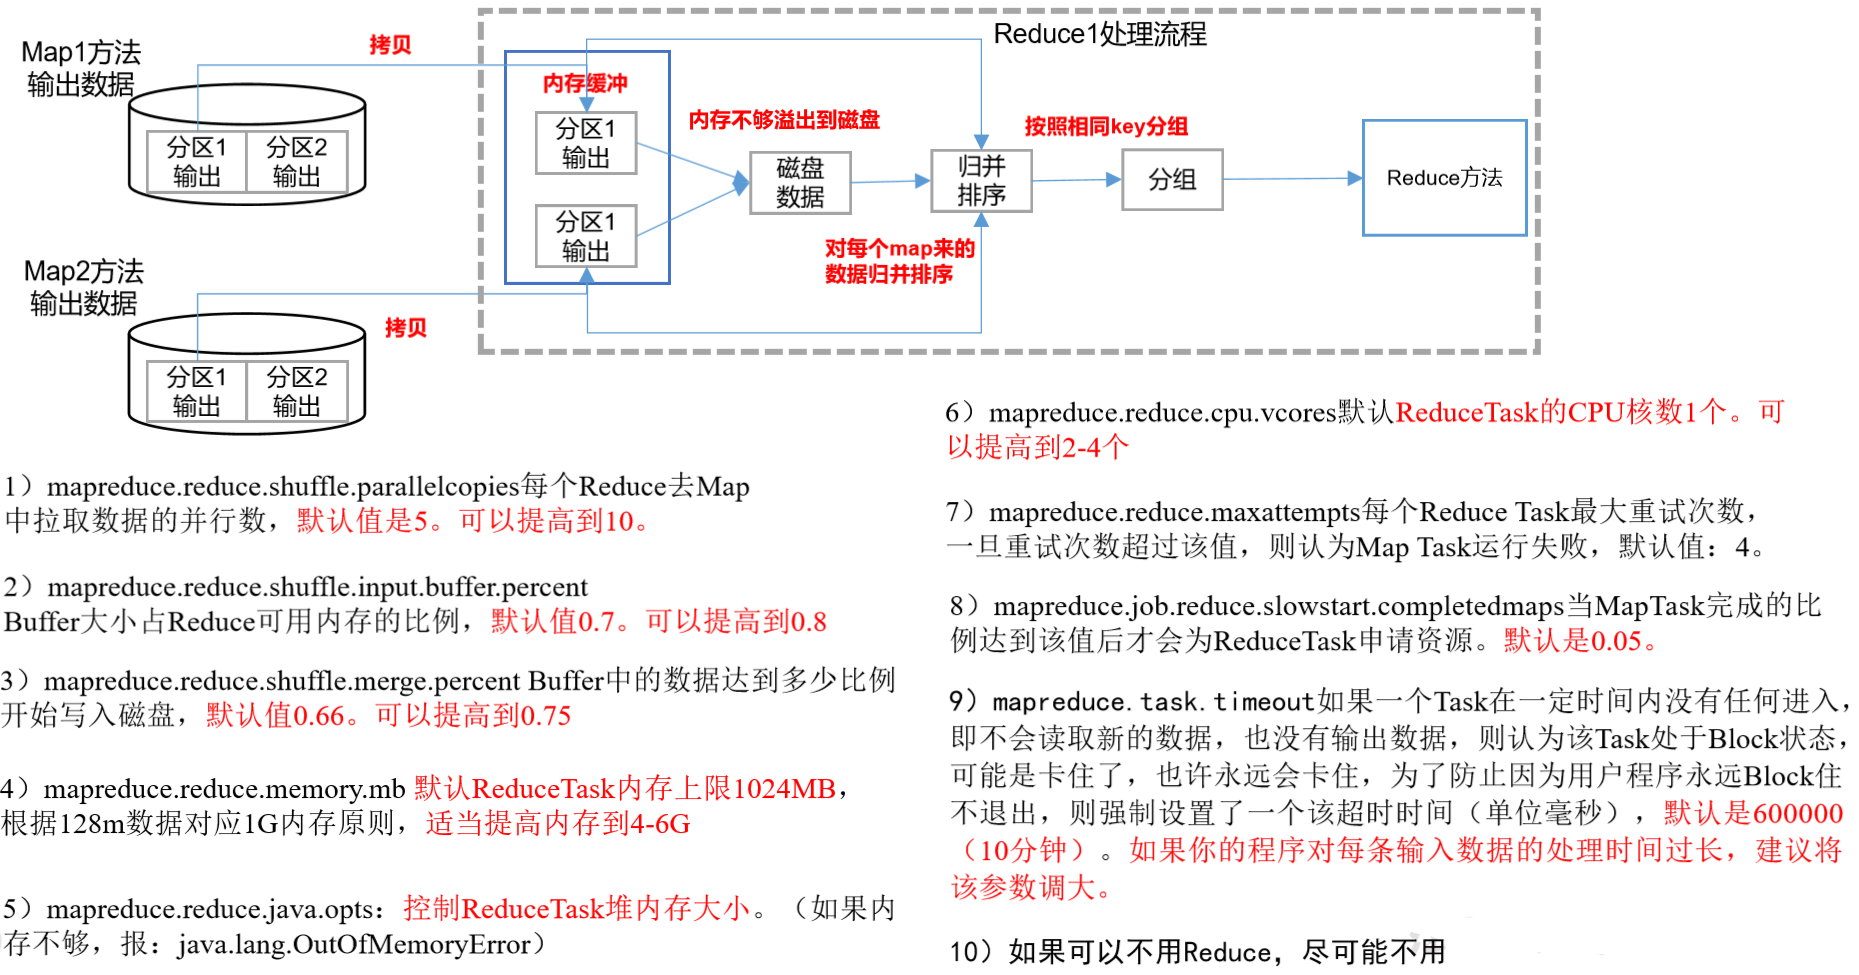 Reduce1处理流程
Map1方法
输出数据
拷贝
分区1
输出
分区2
输出
内存缓冲
分区1
输出
分区1
输出
内存不够溢出到磁盘
磁盘
数据
归并
排序
对每个map来的
数据归并排序
按照相同key分组
分组
Reduce方法
Map2方法
输出数据
拷贝
分区1
输出
分区2
输出
1）mapreduce.reduce.shuffle.parallelcopies每个Reduce去Map
中拉取数据的并行数，默认值是5。可以提高到10。
2）mapreduce.reduce.shuffle.input.buffer.percent
Buffer大小占Reduce可用内存的比例，默认值0.7。可以提高到0.8
3）mapreduce.reduce.shuffle.merge.percent Buffer中的数据达到多少比例
开始写入磁盘，默认值0.66。可以提高到0.75
4）mapreduce.reduce.memory.mb 默认ReduceTask内存上限1024MB，
根据128m数据对应1G内存原则，适当提高内存到4-6G
5）mapreduce.reduce.java.opts：控制ReduceTask堆内存大小。（如果内
存不够，报：java.lang.OutOfMemoryError）
6）mapreduce.reduce.cpu.vcores默认ReduceTask的CPU核数1个。可
以提高到2-4个
7）mapreduce.reduce.maxattempts每个Reduce Task最大重试次数，
一旦重试次数超过该值，则认为Map Task运行失败，默认值：4。
8）mapreduce.job.reduce.slowstart.completedmaps当MapTask完成的比
例达到该值后才会为ReduceTask申请资源。默认是0.05。
9）mapreduce.task.timeout如果一个Task在一定时间内没有任何进入，
即不会读取新的数据，也没有输出数据，则认为该Task处于Block状态，
可能是卡住了，也许永远会卡住，为了防止因为用户程序永远Block住
不退出，则强制设置了一个该超时时间（单位毫秒），默认是600000
（10分钟）。如果你的程序对每条输入数据的处理时间过长，建议将
该参数调大。
10）如果可以不用Reduce，尽可能不用